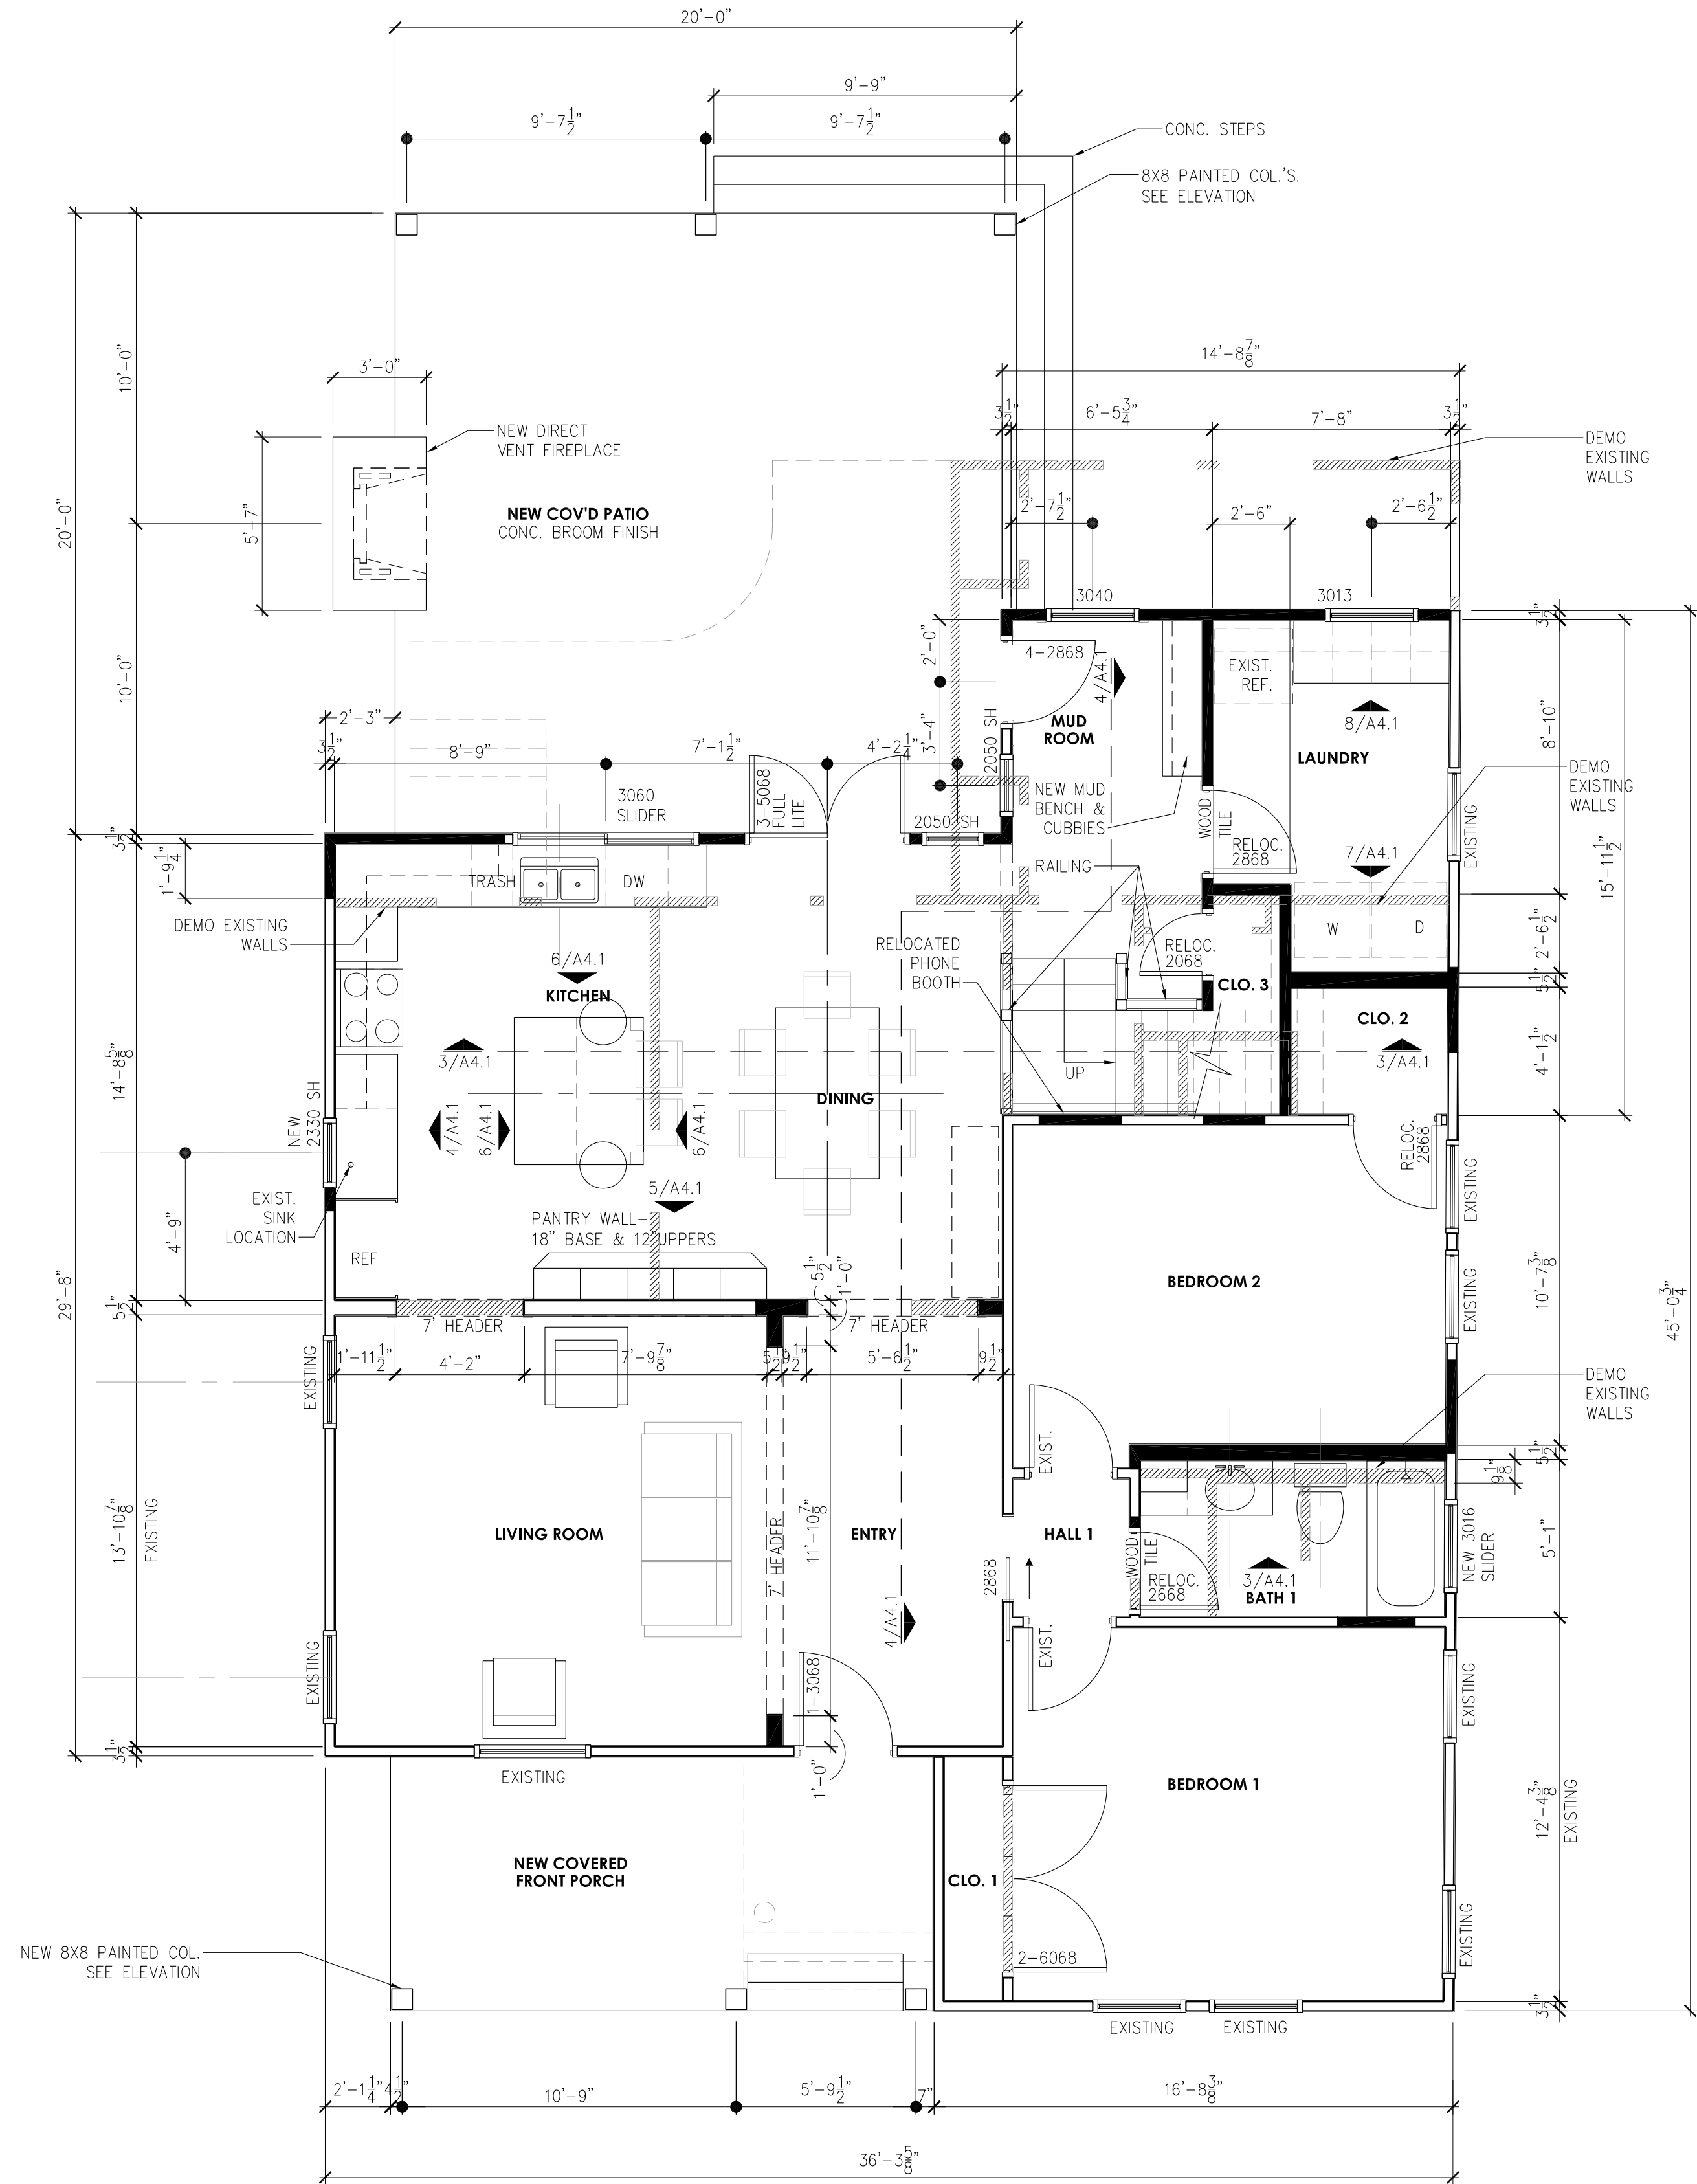 20'-0"
9'-9"
9'-7 1/2"
9'-7 1/2"
CONC. STEPS
8X8 PAINTED COL.'S.
SEE ELEVATION
14'-8 7/8"
3'-0"
10'-0"
3 1/2"
6'-5 3/4"
7'-8"
3 1/2"
NEW DIRECT
VENT FIREPLACE
DEMO
EXISTING
WALLS
20'-0"
5'-7"
NEW COV'D PATIO
CONC. BROOM FINISH
2'-7 1/2"
2'-6"
2'-6 1/2"
3040
3013
3 1/2"
10'-0"
2'-0"
4-2868
4/A4.1
EXIST.
REF.
2'-3"
3 1/2"
8'-9"
7'-1 1/2"
4'-2 1/4"
3'-4"
2050 SH
MUD
ROOM
8/A4.1
LAUNDRY
8'-10"
DEMO
EXISTING
WALLS
3060
SLIDER
3-5068
FULL
LITE
2050 SH
NEW MUD
BENCH &
CUBBIES
WOOD
TILE
RELOC.
2868
7/A4.1
EXISTING
15'-11 1/2"
3 1/2"
1'-9 1/4"
TRASH
DW
RAILING
DEMO EXISTING
WALLS
RELOCATED
PHONE
BOOTH
RELOC.
2068
W
D
2'-6 1/2"
6/A4.1
KITCHEN
CLO. 3
5 1/2"
CLO. 2
14'-8 5/8"
3/A4.1
3/A4.1
4'-1 1/2"
UP
DINING
NEW
2330 SH
4/A4.1
6/A4.1
6/A4.1
RELOC.
2868
EXISTING
EXIST.
SINK
LOCATION
5/A4.1
4'-9"
PANTRY WALL-
18" BASE & 12"UPPERS
REF
5 1/2"
1'-0"
BEDROOM 2
EXISTING
10'-7 3/8"
29'-8"
45'-0 3/4"
5 1/2"
7' HEADER
7' HEADER
1'-11 1/2"
4'-2"
7'-9 7/8"
5 1/2"
9 1/2"
5'-6 1/2"
9 1/2"
EXISTING
DEMO
EXISTING
WALLS
EXIST.
5 1/2"
9 1/8"
13'-10 7/8"
EXISTING
LIVING ROOM
7' HEADER
11'-10 7/8"
ENTRY
HALL 1
WOOD
TILE
RELOC.
2668
3/A4.1
BATH 1
NEW 3016
SLIDER
5'-1"
2868
4/A4.1
EXIST.
EXISTING
1-3068
EXISTING
3 1/2"
EXISTING
1'-0"
BEDROOM 1
12'-4 3/8"
EXISTING
NEW COVERED
FRONT PORCH
CLO. 1
2-6068
EXISTING
NEW 8X8 PAINTED COL.
SEE ELEVATION
3 1/2"
EXISTING
EXISTING
2'-1 1/4"
4 1/2"
10'-9"
5'-9 1/2"
7"
16'-8 3/8"
36'-3 5/8"